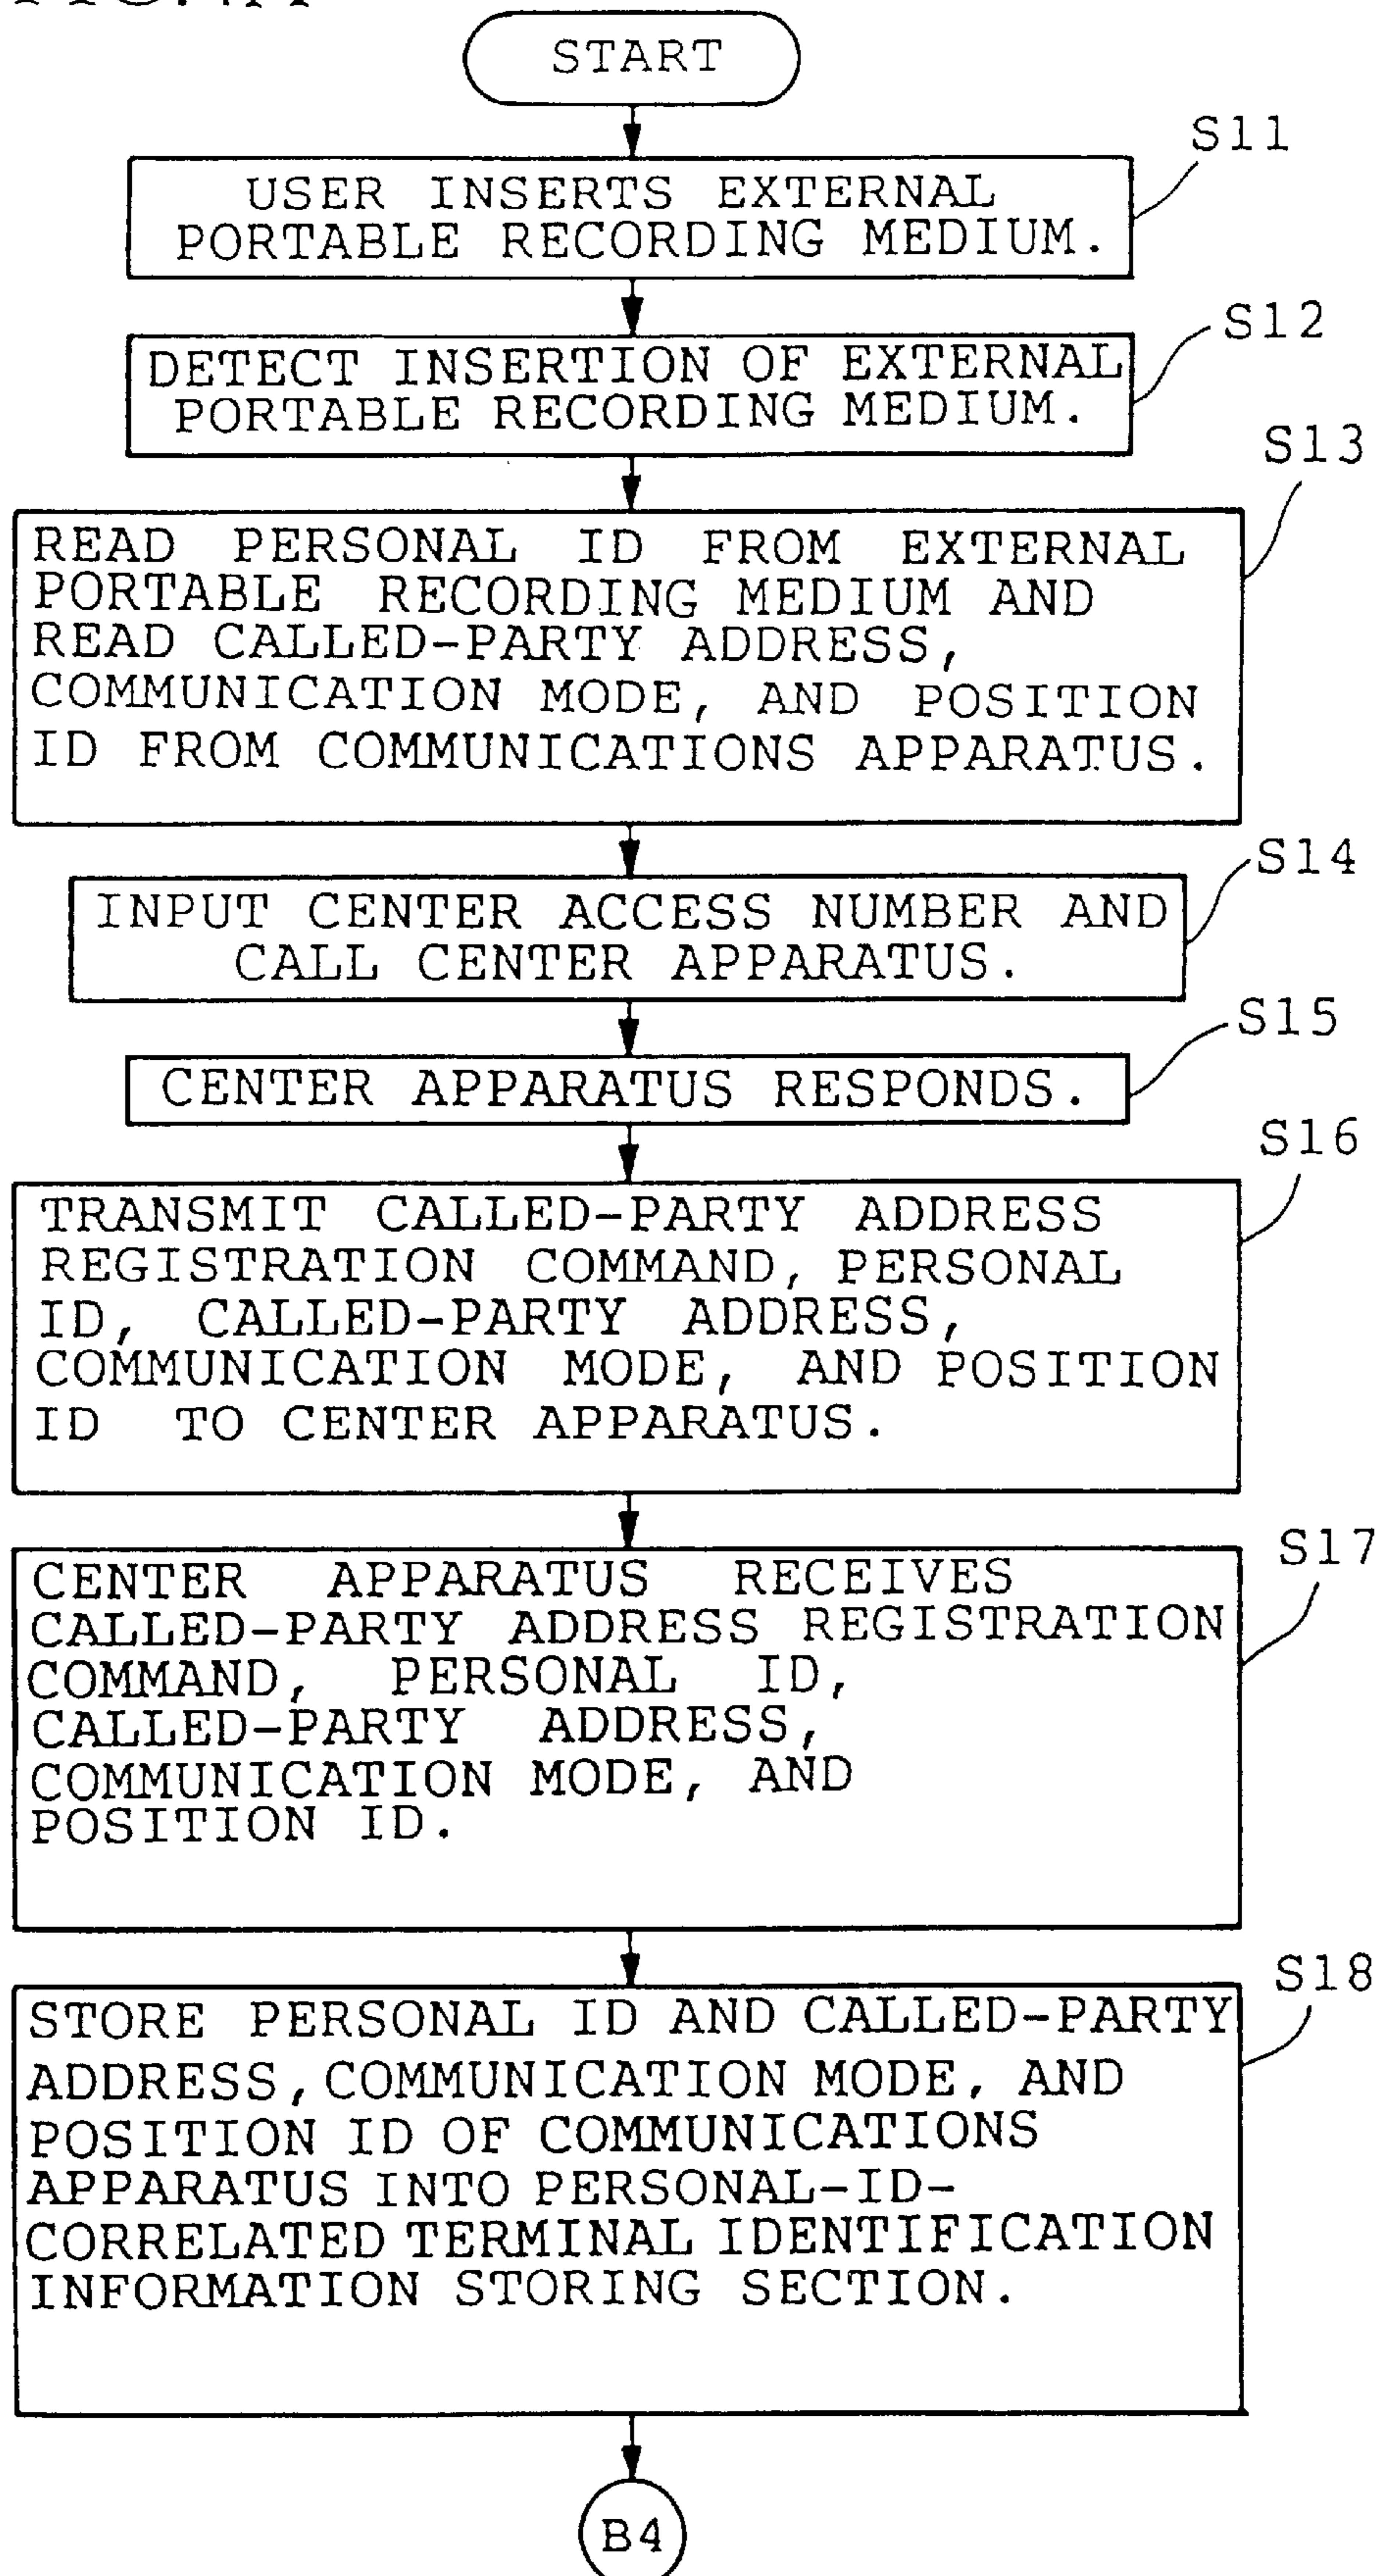 START
S11
USER INSERTS EXTERNAL
PORTABLE RECORDING MEDIUM.
S12
DETECT INSERTION OF EXTERNAL
PORTABLE RECORDING MEDIUM.
S13
READ PERSONAL ID FROM EXTERNAL
PORTABLE RECORDING MEDIUM AND
READ CALLED-PARTY ADDRESS,
COMMUNICATION MODE, AND POSITION
ID FROM COMMUNICATIONS APPARATUS.
S14
INPUT CENTER ACCESS NUMBER AND
CALL CENTER APPARATUS.
S15
CENTER APPARATUS RESPONDS.
S16
TRANSMIT CALLED-PARTY ADDRESS
REGISTRATION COMMAND, PERSONAL
ID, CALLED-PARTY ADDRESS,
COMMUNICATION MODE, AND POSITION
ID TO CENTER APPARATUS.
S17
CENTER APPARATUS RECEIVES
CALLED-PARTY ADDRESS REGISTRATION
COMMAND, PERSONAL ID,
CALLED-PARTY ADDRESS,
COMMUNICATION MODE, AND
POSITION ID.
S18
STORE PERSONAL ID AND CALLED-PARTY
ADDRESS, COMMUNICATION MODE, AND
POSITION ID OF COMMUNICATIONS
APPARATUS INTO PERSONAL-ID-
CORRELATED TERMINAL IDENTIFICATION
INFORMATION STORING SECTION.
B4